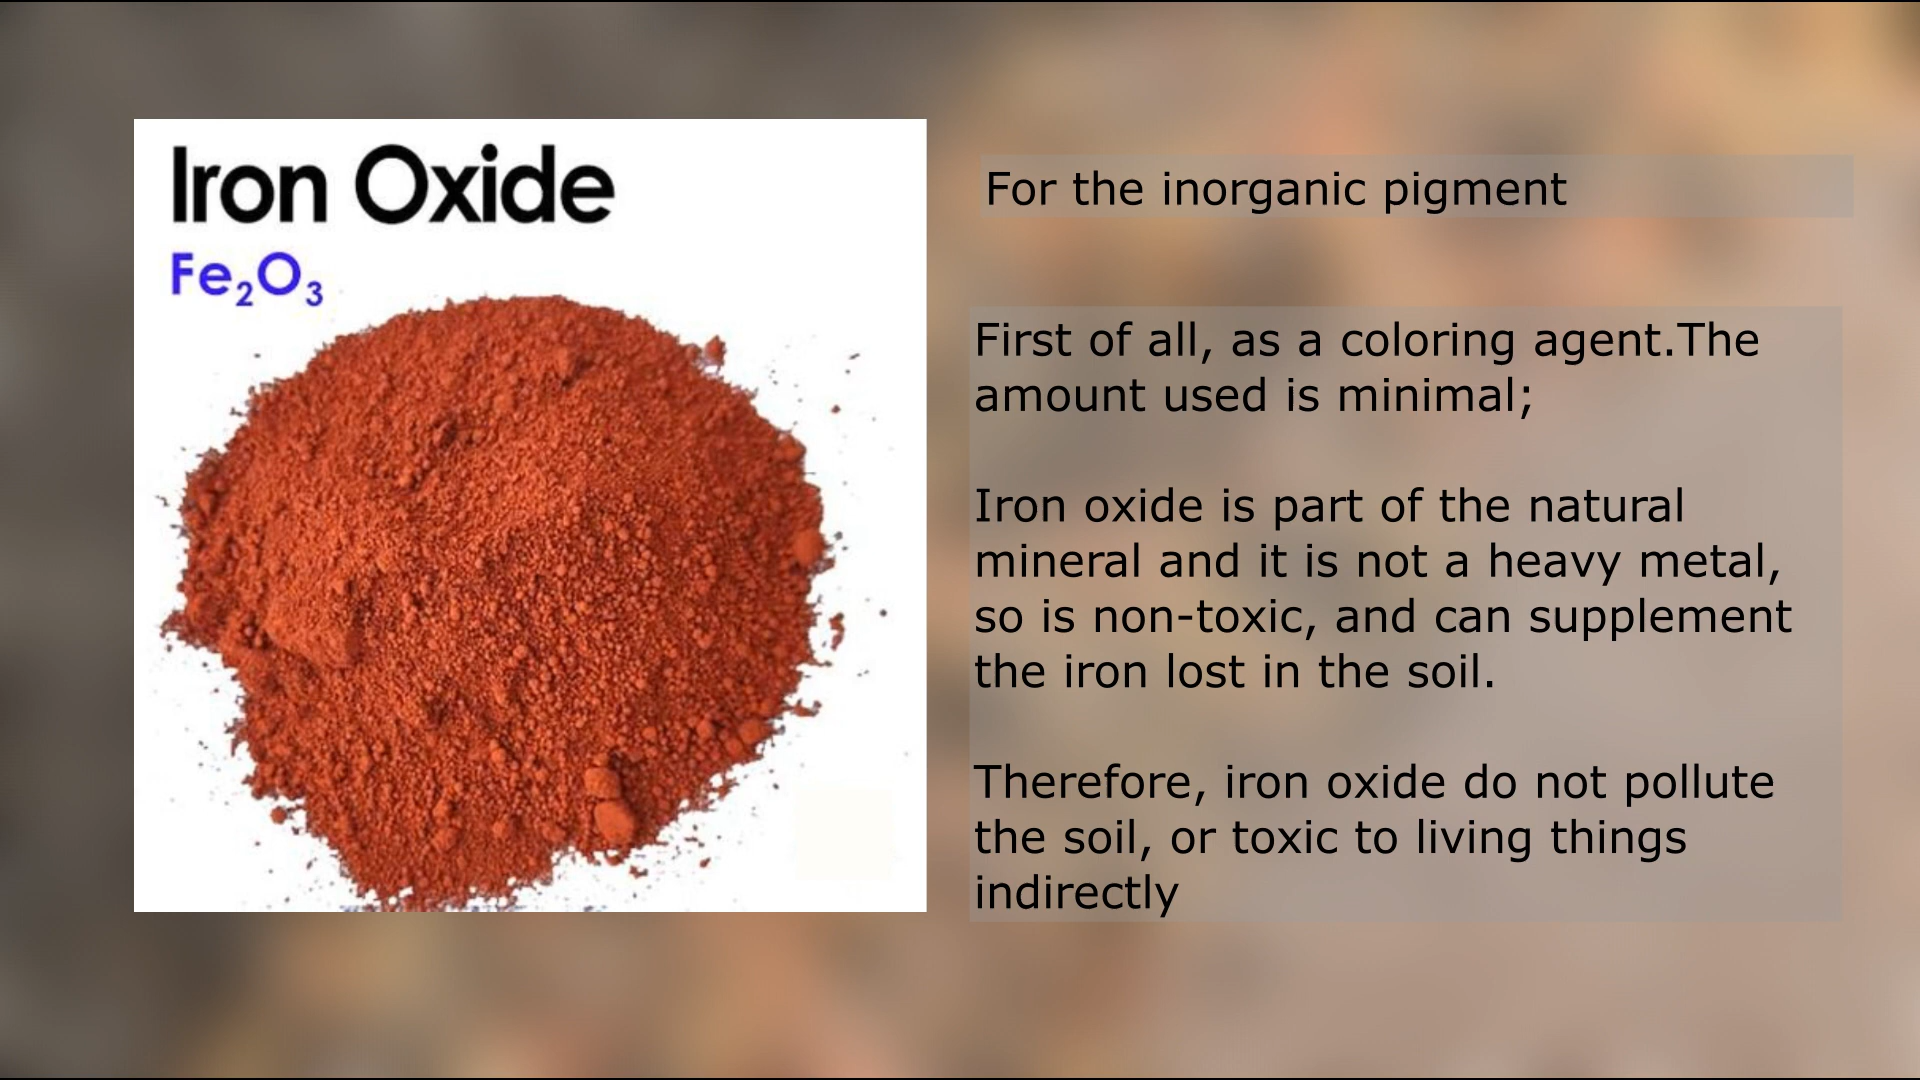 Iron Oxide
Fe₂O₃
For the inorganic pigment
First of all, as a coloring agent.The
amount used is minimal;
Iron oxide is part of the natural
mineral and it is not a heavy metal,
so is non-toxic, and can supplement
the iron lost in the soil.
Therefore, iron oxide do not pollute
the soil, or toxic to living things
indirectly